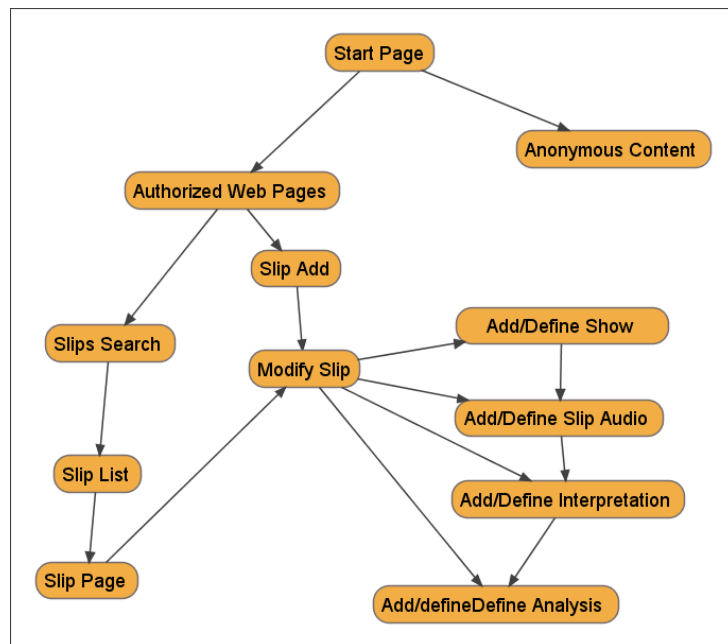 Start Page
Anonymous Content
Authorized Web Pages
Slip Add
Slips Search
Add/Define Show
Modify Slip
Add/Define Slip Audio
Slip List
Add/Define Interpretation
Slip Page
Add/defineDefine Analysis